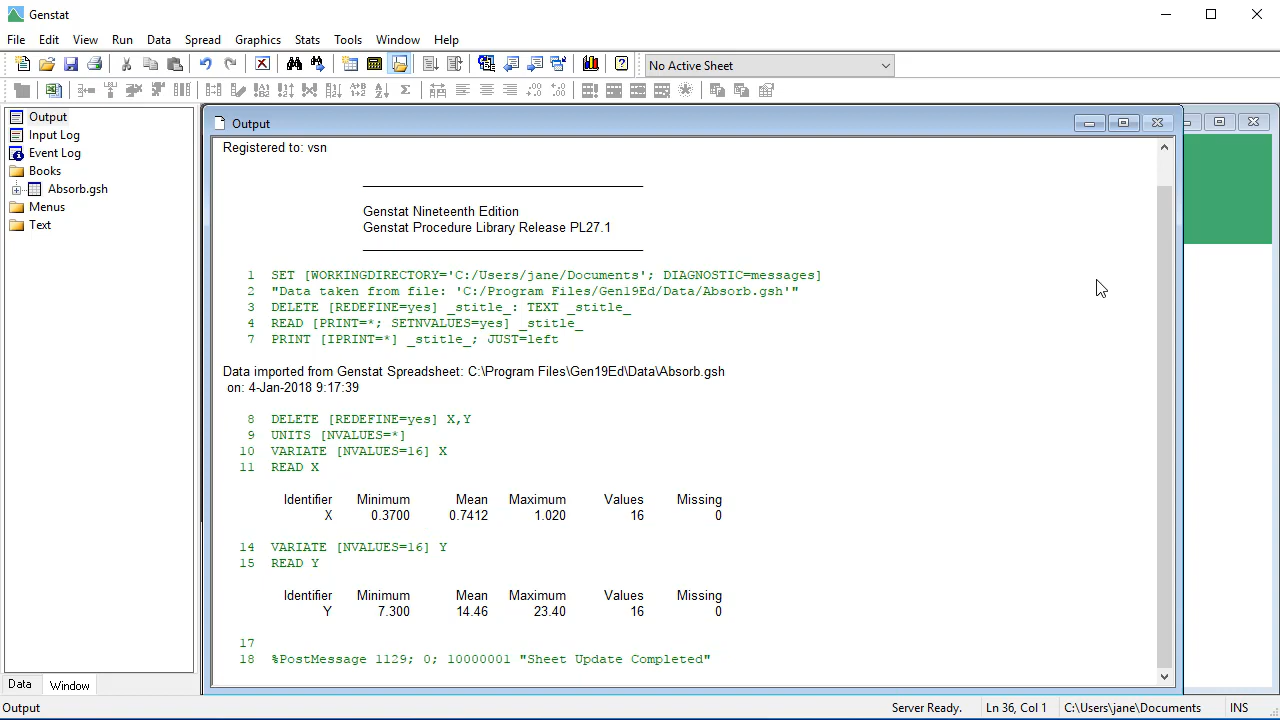 Genstat
File Edit View Run Data Spread Graphics Stats Tools Window Help
No Active Sheet
Output
Input Log
Event Log
Books
Absorb.gsh
Menus
Text
Data Window
Output
Registered to: vsn
Genstat Nineteenth Edition
Genstat Procedure Library Release PL27.1
1 SET [WORKINGDIRECTORY='C:/Users/jane/Documents'; DIAGNOSTIC=messages]
2 "Data taken from file: 'C:/Program Files/Gen19Ed/Data/Absorb.gsh'"
3 DELETE [REDEFINE=yes] _stitle_: TEXT _stitle_
4 READ [PRINT=*; SETNVALUES=yes] _stitle_
7 PRINT [IPRINT=*] _stitle_; JUST=left
Data imported from Genstat Spreadsheet: C:\Program Files\Gen19Ed\Data\Absorb.gsh
on: 4-Jan-2018 9:17:39
8 DELETE [REDEFINE=yes] X,Y
9 UNITS [NVALUES=*]
10 VARIATE [NVALUES=16] X
11 READ X
Identifier Minimum Mean Maximum Values Missing
X 0.3700 0.7412 1.020 16 0
14 VARIATE [NVALUES=16] Y
15 READ Y
Identifier Minimum Mean Maximum Values Missing
Y 7.300 14.46 23.40 16 0
17
18 %PostMessage 1129; 0; 10000001 "Sheet Update Completed"
Output Server Ready. Ln 36, Col 1 C:\Users\jane\Documents INS